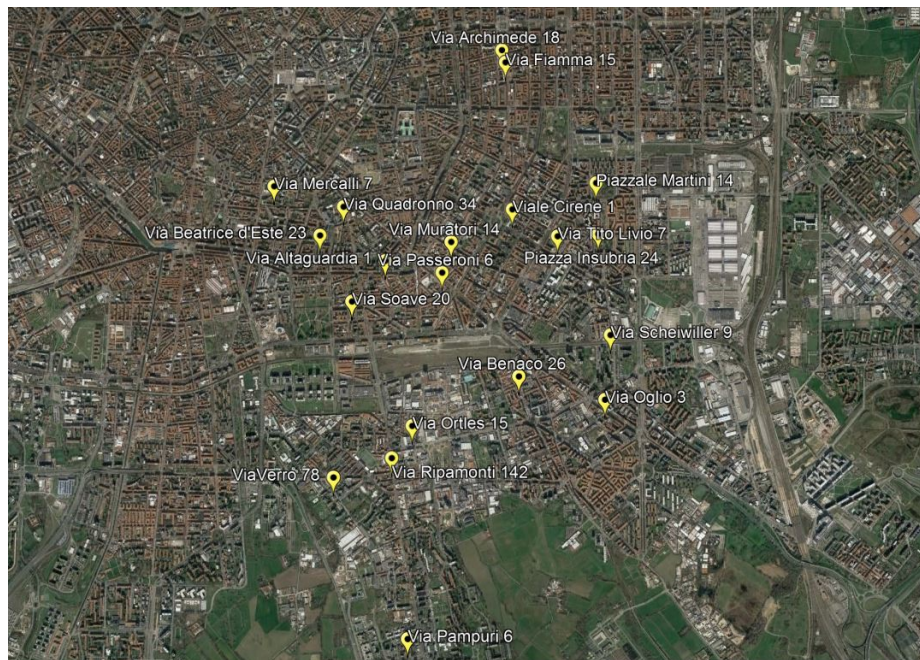 Via Archimede 18
Via Fiamma 15
Via Mercalli 7
Piazzale Martini 14
Via Quadronno 34
Viale Cirene 1
Via Beatrice d'Este 23
Via Muratori 14
Via Tito Livio 7
Via Altaguardia 1
Via Passeroni 6
Piazza Insubria 24
Via Soave 20
Via Scheiwiller 9
Via Benaco 26
Via Oglio 3
Via Ortles 15
ViaVerro 78
Via Ripamonti 142
Via Pampuri 6